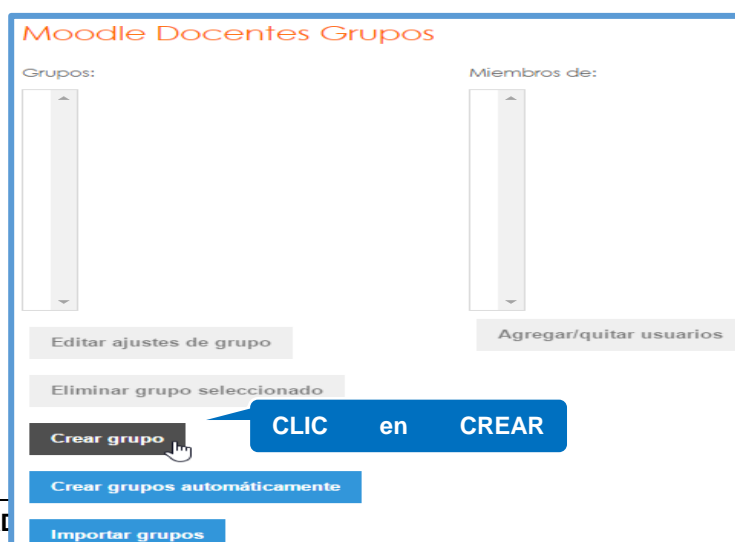 Moodle Docentes Grupos
Grupos:
Miembros de:
Editar ajustes de grupo
Agregar/quitar usuarios
Eliminar grupo seleccionado
Crear grupo
CLIC en CREAR
Crear grupos automáticamente
Importar grupos